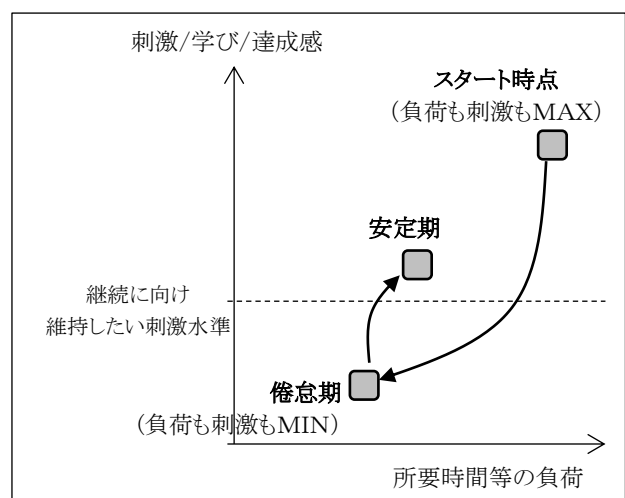 刺激/学び/達成感
スタート時点
（負荷も刺激もMAX）
安定期
継続に向け
維持したい刺激水準
倦怠期
（負荷も刺激もMIN）
所要時間等の負荷